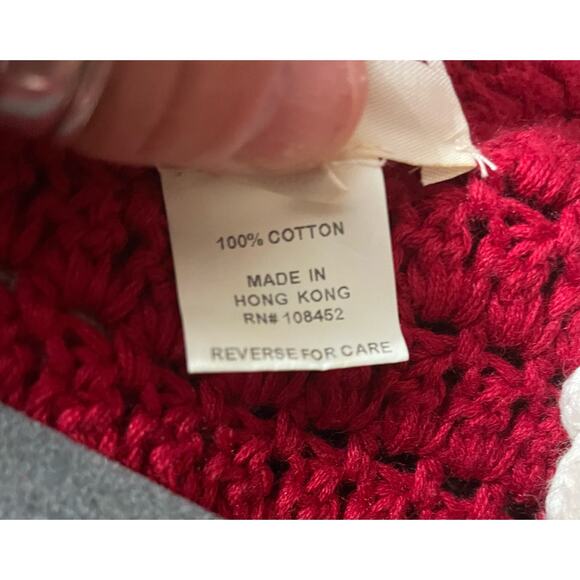 100% COTTON
MADE IN
HONG KONG
RN# 108452
REVERSE FOR CARE